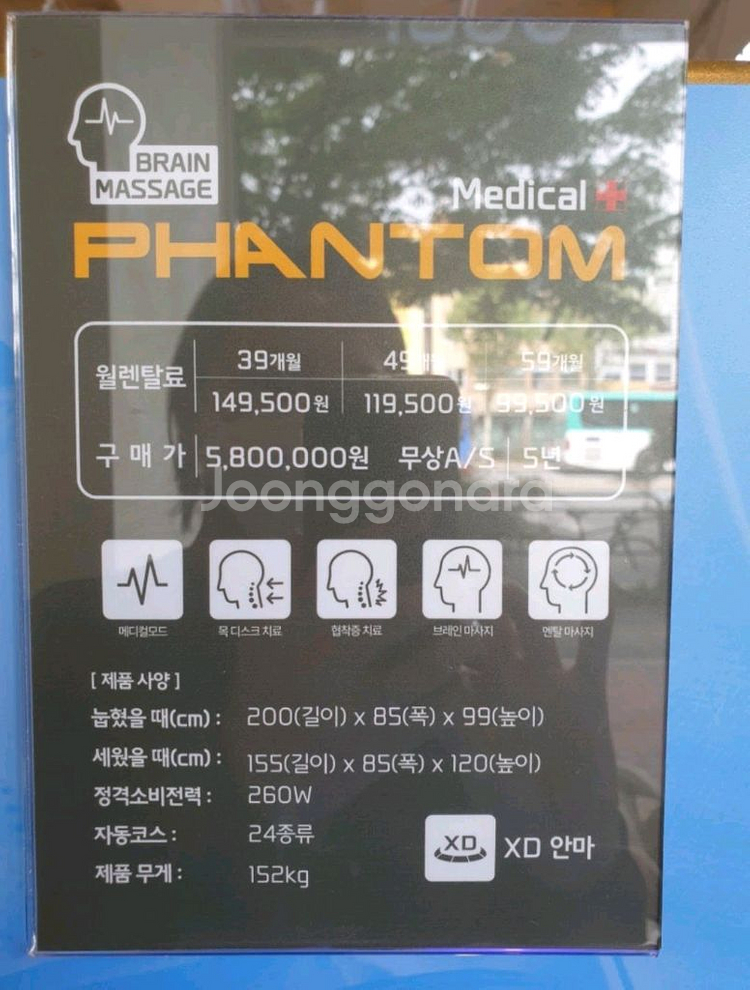 BRAIN
MASSAGE
Medical
PHANTOM
월렌탈료 39개월 49개월 59개월
149,500원 119,500원 99,500원
구매가 5,800,000원 무상A/S 5년
Joonggonara
메디컬모드 목 디스크 치료 협착증 치료 브레인 마사지 멘탈 마사지
[ 제품 사양 ]
눕혔을 때(cm) : 200(길이) x 85(폭) x 99(높이)
세웠을 때(cm) : 155(길이) x 85(폭) x 120(높이)
정격소비전력 : 260W
자동코스 : 24종류
XD XD 안마
제품 무게 : 152kg